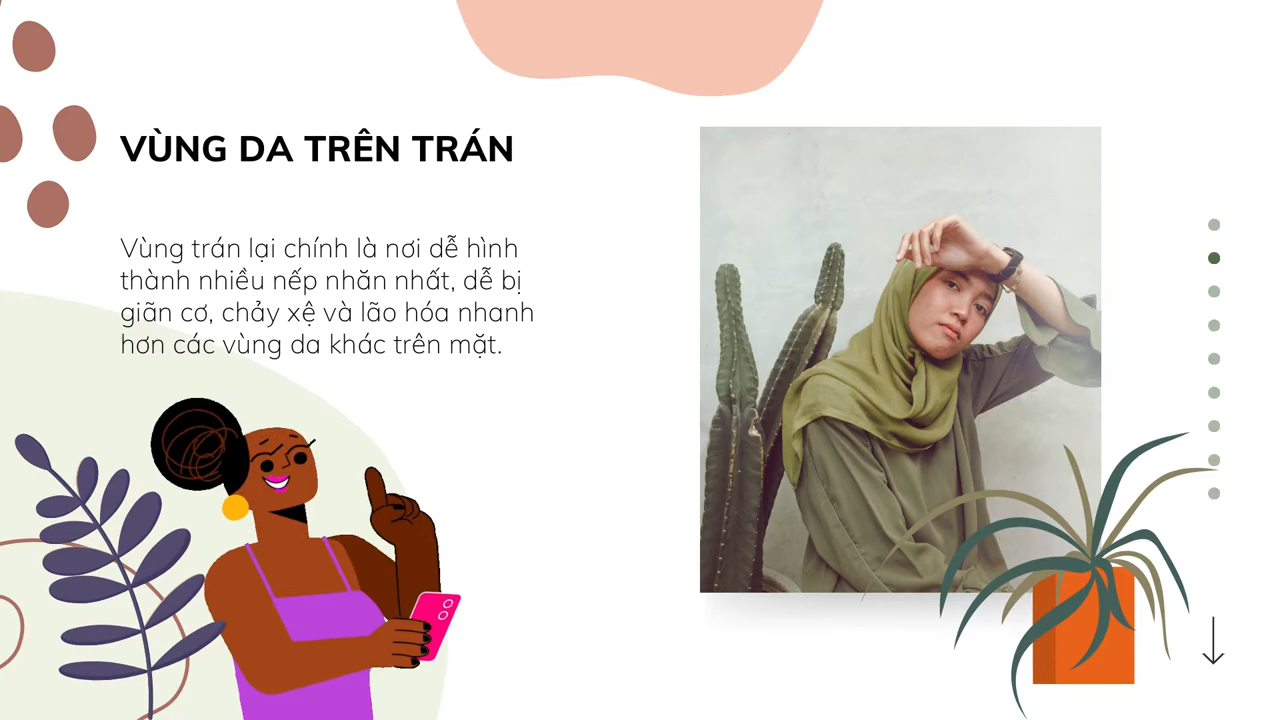 VÙNG DA TRÊN TRÁN
Vùng trán lại chính là nơi dễ hình
thành nhiều nếp nhăn nhất, dễ bị
giãn cơ, chảy xệ và lão hóa nhanh
hơn các vùng da khác trên mặt.